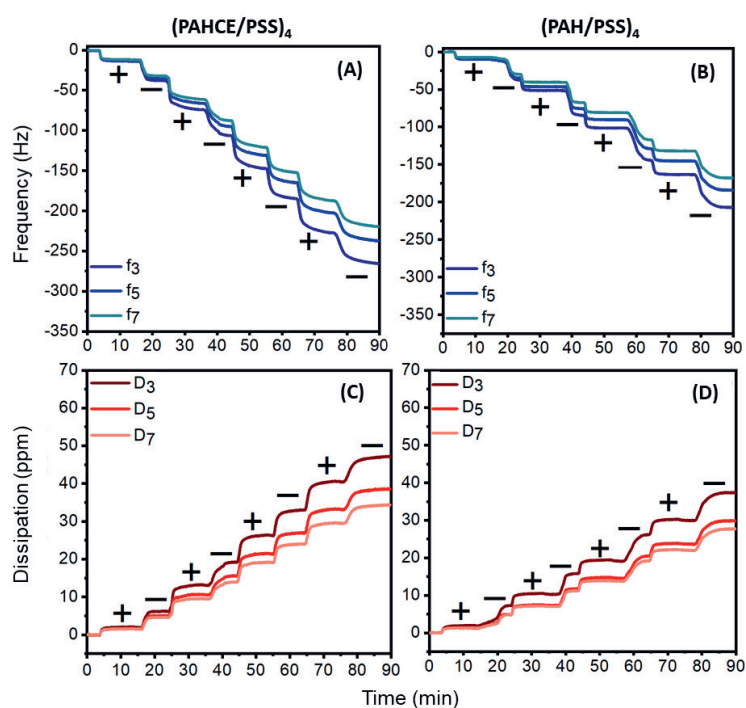 (PAHCE/PSS)₄
(PAH/PSS)₄
(A)
(B)
Frequency (Hz)
0
-50
-100
-150
-200
-250
-300
-350
+
−
+
−
+
−
+
−
f₃
f₅
f₇
0 10 20 30 40 50 60 70 80 90
0
-50
-100
-150
-200
-250
-300
-350
+
−
+
−
+
−
+
−
f₃
f₅
f₇
0 10 20 30 40 50 60 70 80 90
(C)
(D)
Dissipation (ppm)
70
60
50
40
30
20
10
0
D₃
D₅
D₇
+
−
+
−
+
−
+
−
0 10 20 30 40 50 60 70 80 90
70
60
50
40
30
20
10
0
D₃
D₅
D₇
+
−
+
−
+
−
+
−
0 10 20 30 40 50 60 70 80 90
Time (min)